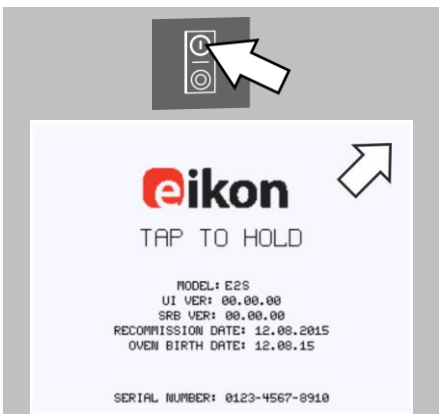 eikon
TAP TO HOLD
MODEL: E2S
UI VER: 00.00.00
SRB VER: 00.00.00
RECOMMISSION DATE: 12.08.2015
OVEN BIRTH DATE: 12.08.15
SERIAL NUMBER: 0123-4567-8910